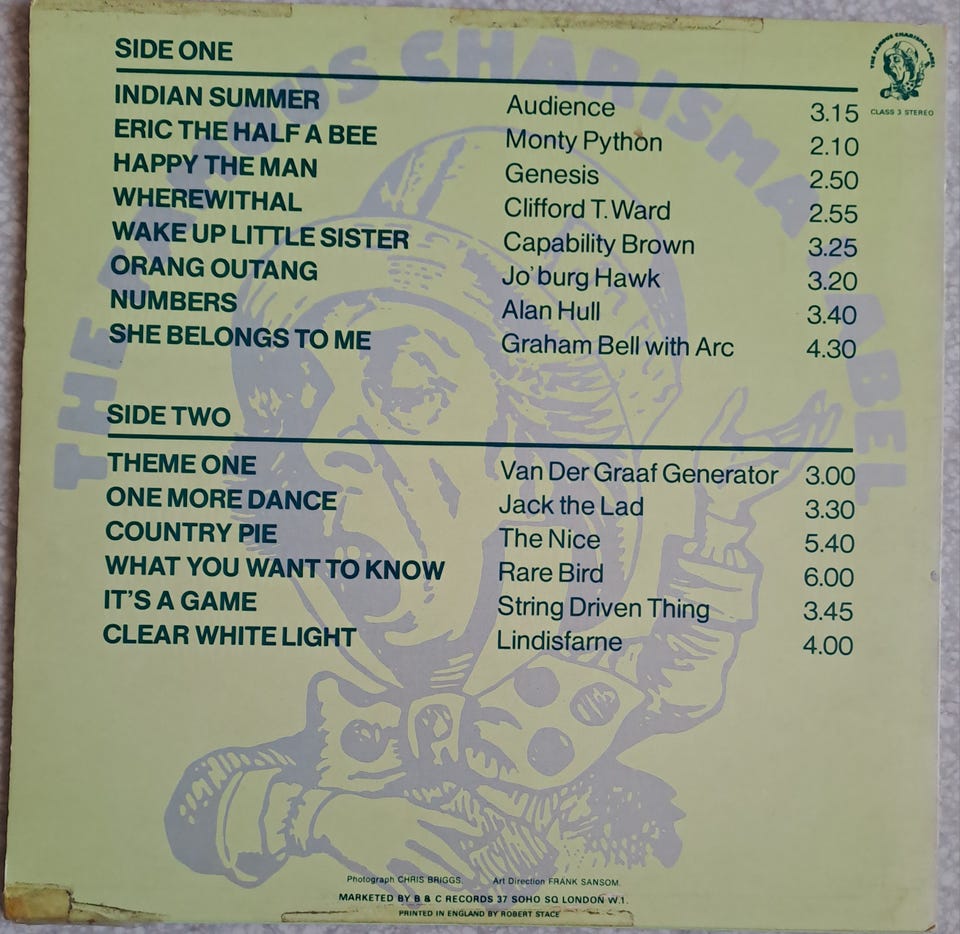 THE FAMOUS CHARISMA LABEL
THE FAMOUS CHARISMA LABEL
CLASS 3 STEREO
SIDE ONE
INDIAN SUMMER Audience 3.15
ERIC THE HALF A BEE Monty Python 2.10
HAPPY THE MAN Genesis 2.50
WHEREWITHAL Clifford T. Ward 2.55
WAKE UP LITTLE SISTER Capability Brown 3.25
ORANG OUTANG Jo'burg Hawk 3.20
NUMBERS Alan Hull 3.40
SHE BELONGS TO ME Graham Bell with Arc 4.30
SIDE TWO
THEME ONE Van Der Graaf Generator 3.00
ONE MORE DANCE Jack the Lad 3.30
COUNTRY PIE The Nice 5.40
WHAT YOU WANT TO KNOW Rare Bird 6.00
IT'S A GAME String Driven Thing 3.45
CLEAR WHITE LIGHT Lindisfarne 4.00
Photograph CHRIS BRIGGS. Art Direction FRANK SANSOM.
MARKETED BY B & C RECORDS 37 SOHO SQ LONDON W.1.
PRINTED IN ENGLAND BY ROBERT STACE